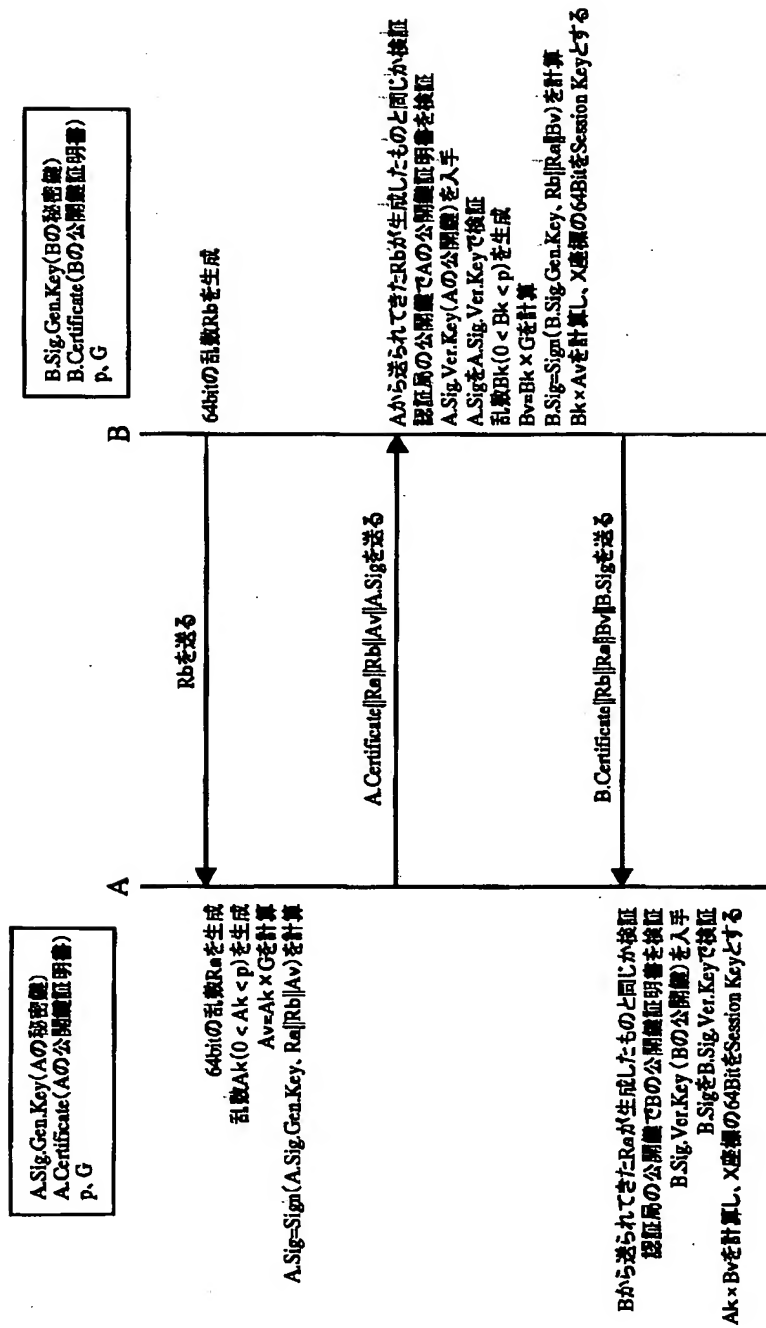 A.Sig.Gen.Key(Aの秘密鍵)
A.Certificate(Aの公開鍵証明書)
p、G
B.Sig.Gen.Key(Bの秘密鍵)
B.Certificate(Bの公開鍵証明書)
p、G
A
B
64bitの乱数Rbを生成
Rbを送る
64bitの乱数Raを生成
乱数Ak(0 < Ak < p)を生成
Av=Ak×Gを計算
A.Sig=Sign(A.Sig.Gen.Key、Ra||Rb||Av)を計算
A.Certificate||Ra||Rb||Av||A.Sigを送る
Aから送られてきたRbが生成したものと同じか検証
認証局の公開鍵でAの公開鍵証明書を検証
A.Sig.Ver.Key(Aの公開鍵)を入手
A.SigをA.Sig.Ver.Keyで検証
乱数Bk(0 < Bk < p)を生成
Bv=Bk×Gを計算
B.Sig=Sign(B.Sig.Gen.Key、Rb||Ra||Bv)を計算
Bk×Avを計算し、X座標の64BitをSession Keyとする
B.Certificate||Rb||Ra||Bv||B.Sigを送る
Bから送られてきたRaが生成したものと同じか検証
認証局の公開鍵でBの公開鍵証明書を検証
B.Sig.Ver.Key(Bの公開鍵)を入手
B.SigをB.Sig.Ver.Keyで検証
Ak×Bvを計算し、X座標の64BitをSession Keyとする